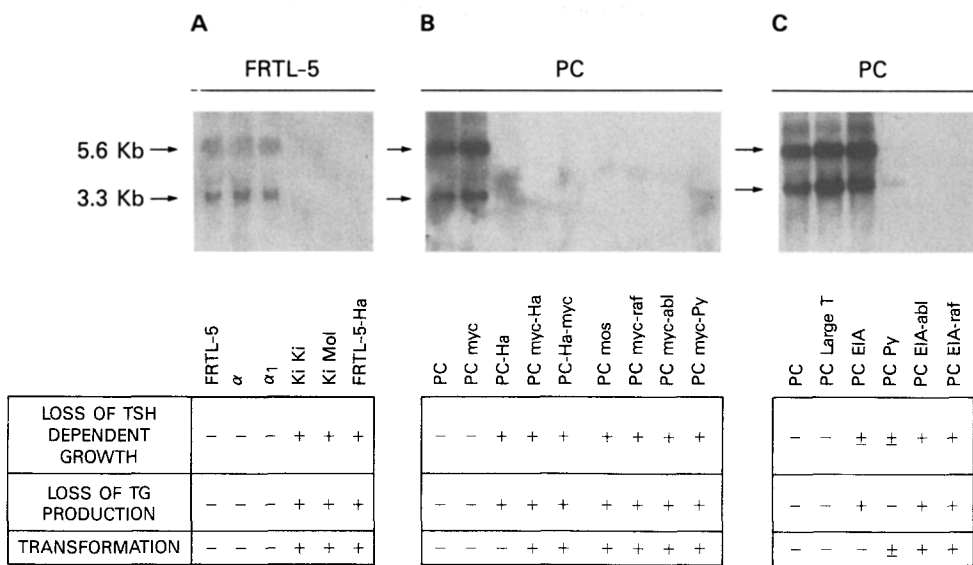 A
FRTL-5
B
PC
C
PC
5.6 Kb
3.3 Kb
FRTL-5
α
α1
Ki Ki
Ki Mol
FRTL-5-Ha
PC
PC myc
PC-Ha
PC myc-Ha
PC-Ha-myc
PC mos
PC myc-raf
PC myc-abl
PC myc-Py
PC
PC Large T
PC EIA
PC Py
PC EIA-abl
PC EIA-raf
LOSS OF TSH
DEPENDENT
GROWTH
− − − + + +
− − + + + + + + +
− − ± ± + +
LOSS OF TG
PRODUCTION
− − − + + +
− − + + + + + + +
− − + − + +
TRANSFORMATION
− − − + + +
− − − + + + + + +
− − − ± + +